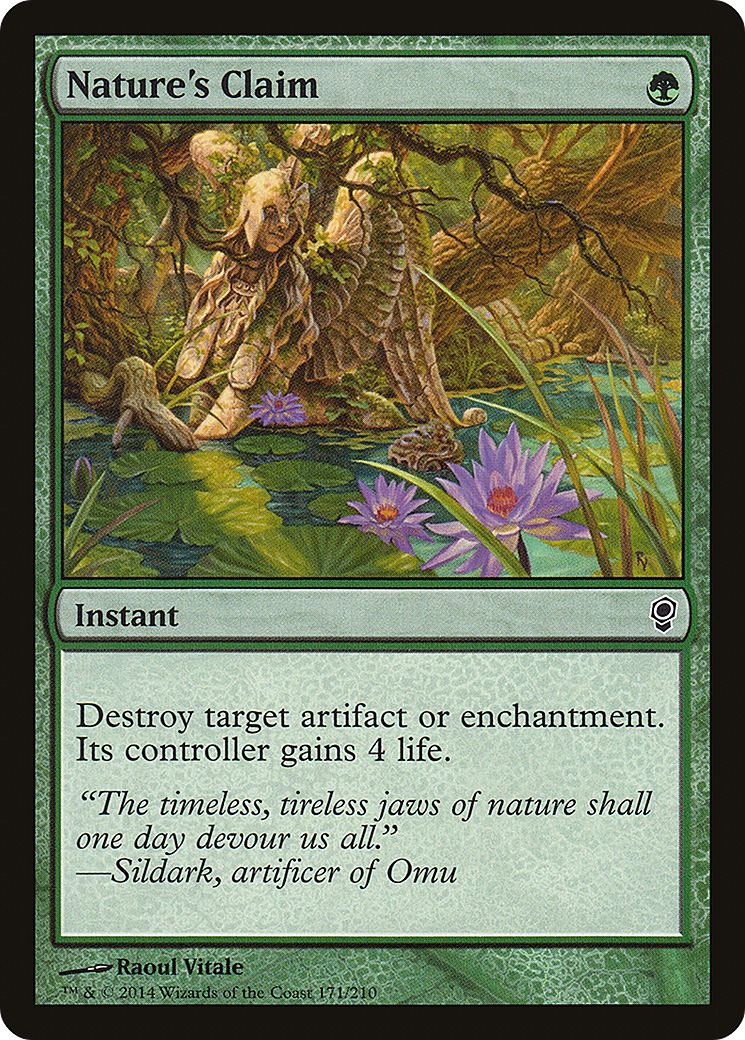 Nature's Claim
RV
Instant
Destroy target artifact or enchantment.
Its controller gains 4 life.
“The timeless, tireless jaws of nature shall
one day devour us all.”
—Sildark, artificer of Omu
Raoul Vitale
™ & © 2014 Wizards of the Coast 171/210